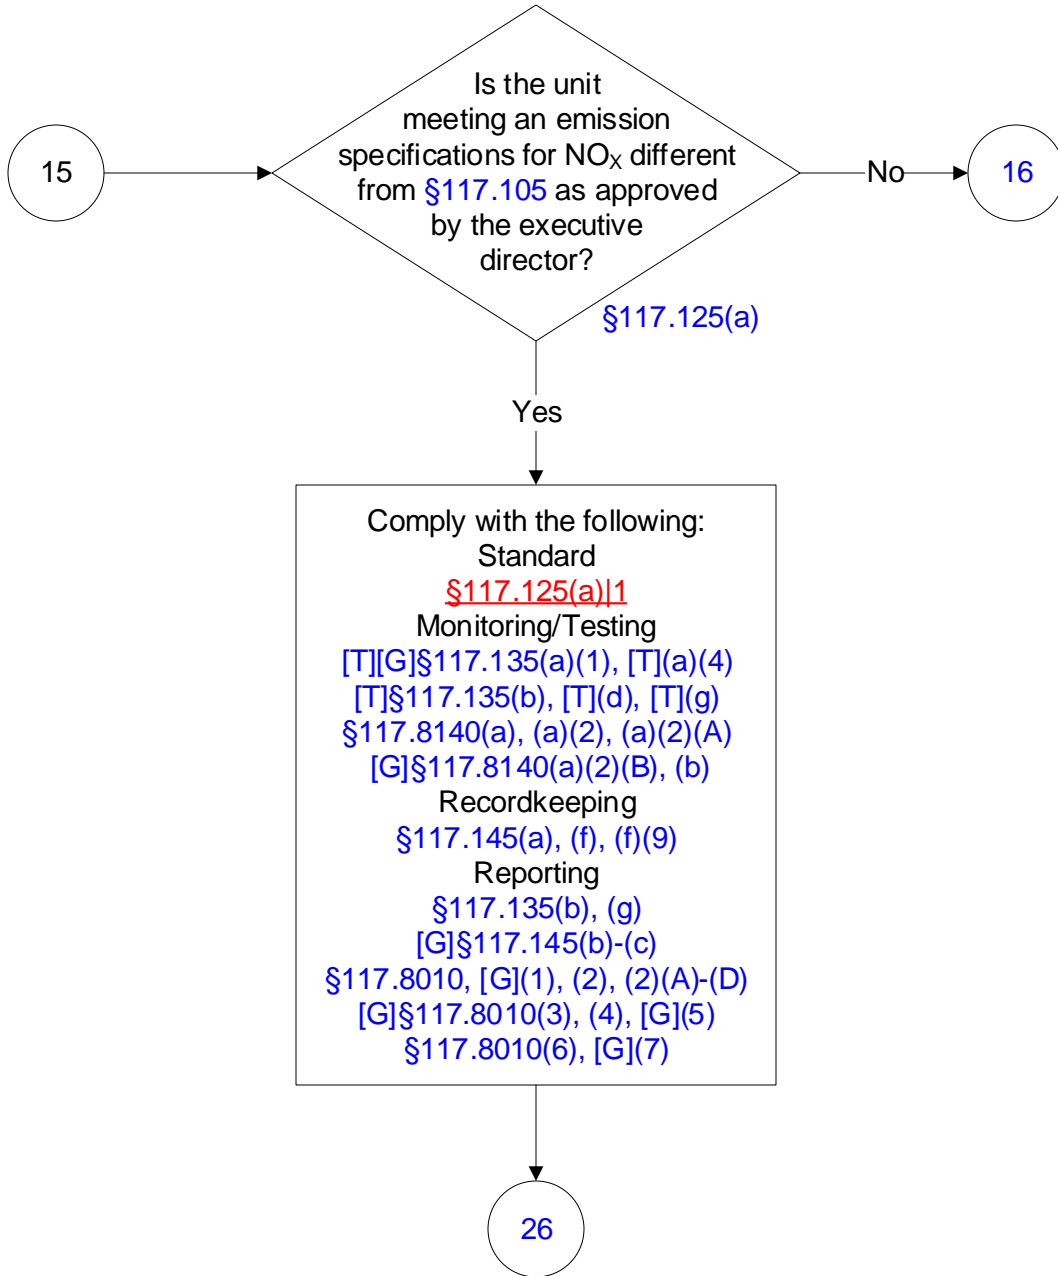 Is the unit
meeting an emission
specifications for NOX different
from §117.105 as approved
by the executive
director?
15
No
16
§117.125(a)
Yes
Comply with the following:
Standard
§117.125(a)|1
Monitoring/Testing
[T][G]§117.135(a)(1), [T](a)(4)
[T]§117.135(b), [T](d), [T](g)
§117.8140(a), (a)(2), (a)(2)(A)
[G]§117.8140(a)(2)(B), (b)
Recordkeeping
§117.145(a), (f), (f)(9)
Reporting
§117.135(b), (g)
[G]§117.145(b)-(c)
§117.8010, [G](1), (2), (2)(A)-(D)
[G]§117.8010(3), (4), [G](5)
§117.8010(6), [G](7)
26